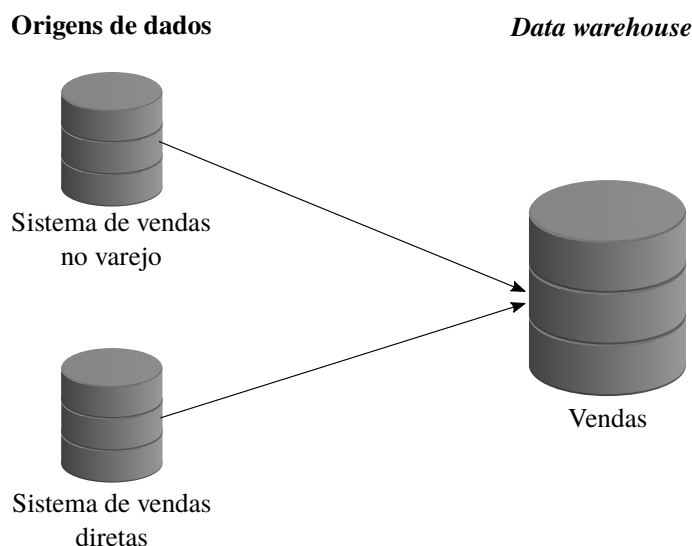 Origens de dados
Data warehouse
Sistema de vendas
no varejo
Vendas
Sistema de vendas
diretas